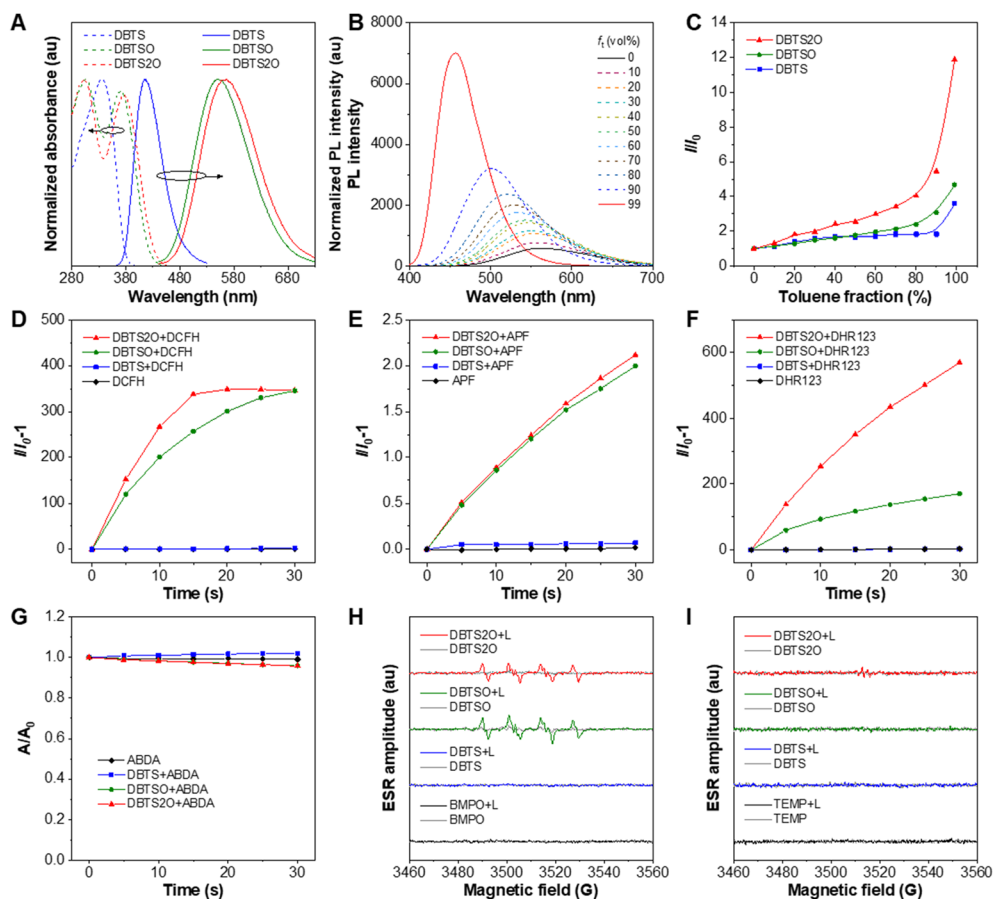 A
Normalized absorbance (au)
DBTS
DBTSO
DBTS2O
DBTS
DBTSO
DBTS2O
280
380
480
580
680
Wavelength (nm)
B
Normalized PL intensity (au)
PL intensity
8000
6000
4000
2000
0
ft (vol%)
0
10
20
30
40
50
60
70
80
90
99
400
500
600
700
Wavelength (nm)
C
I/I0
14
12
10
8
6
4
2
0
DBTS2O
DBTSO
DBTS
0
20
40
60
80
100
Toluene fraction (%)
D
I/I0-1
500
400
300
200
100
0
DBTS2O+DCFH
DBTSO+DCFH
DBTS+DCFH
DCFH
0
10
20
30
Time (s)
E
I/I0-1
2.5
2.0
1.5
1.0
0.5
0.0
DBTS2O+APF
DBTSO+APF
DBTS+APF
APF
0
10
20
30
Time (s)
F
I/I0-1
600
400
200
0
DBTS2O+DHR123
DBTSO+DHR123
DBTS+DHR123
DHR123
0
10
20
30
Time (s)
G
A/A0
1.2
1.0
0.8
0.6
0.4
0.2
0.0
ABDA
DBTS+ABDA
DBTSO+ABDA
DBTS2O+ABDA
0
10
20
30
Time (s)
H
ESR amplitude (au)
DBTS2O+L
DBTS2O
DBTSO+L
DBTSO
DBTS+L
DBTS
BMPO+L
BMPO
3460
3480
3500
3520
3540
3560
Magnetic field (G)
I
ESR amplitude (au)
DBTS2O+L
DBTS2O
DBTSO+L
DBTSO
DBTS+L
DBTS
TEMP+L
TEMP
3460
3480
3500
3520
3540
3560
Magnetic field (G)